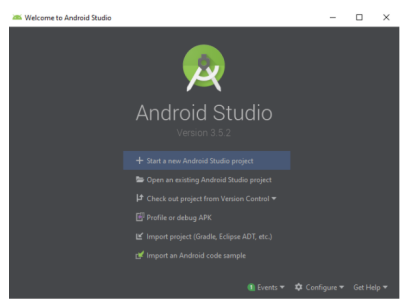 Welcome to Android Studio
Android Studio
Version 3.5.2
Start a new Android Studio project
Open an existing Android Studio project
Check out project from Version Control
Profile or debug APK
Import project (Gradle, Eclipse ADT, etc.)
Import an Android code sample
1 Events Configure Get Help